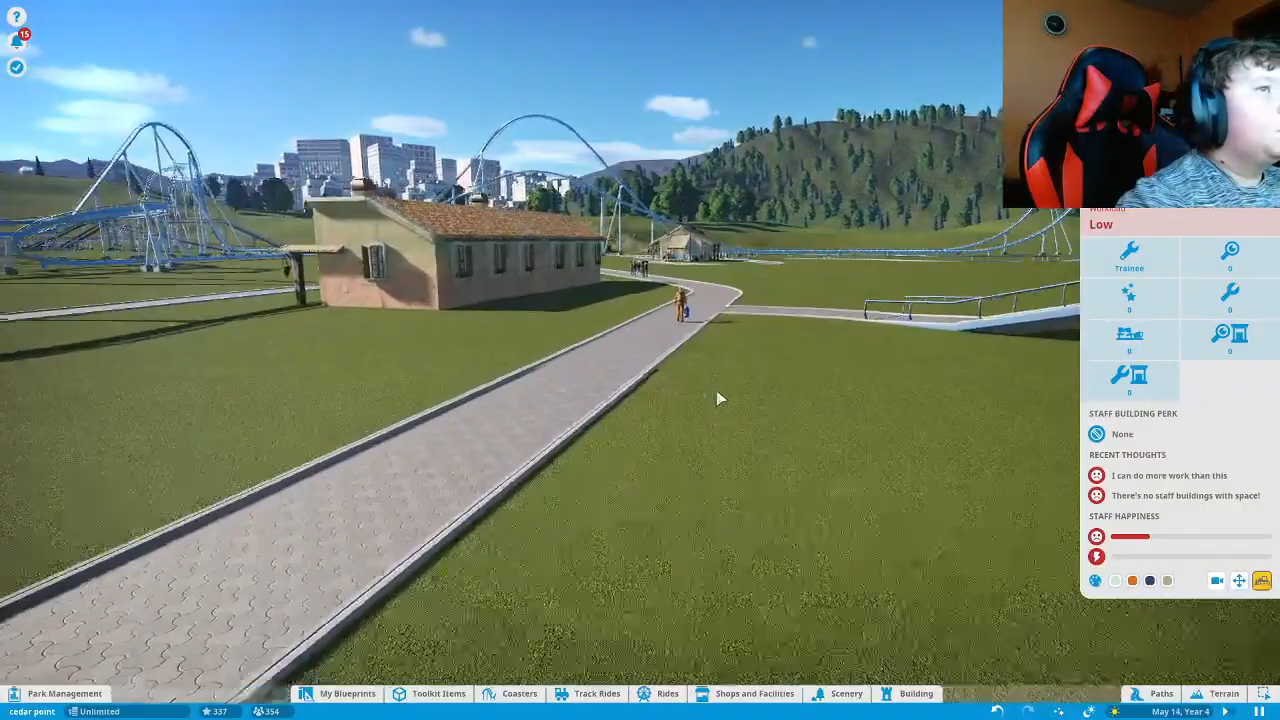 ?
15
Workload
Low
Trainee
0
0
0
0
0
0
STAFF BUILDING PERK
None
RECENT THOUGHTS
I can do more work than this
There's no staff buildings with space!
STAFF HAPPINESS
Park Management
My Blueprints
Toolkit Items
Coasters
Track Rides
Rides
Shops and Facilities
Scenery
Building
Paths
Terrain
cedar point
Unlimited
337
354
May 14, Year 4